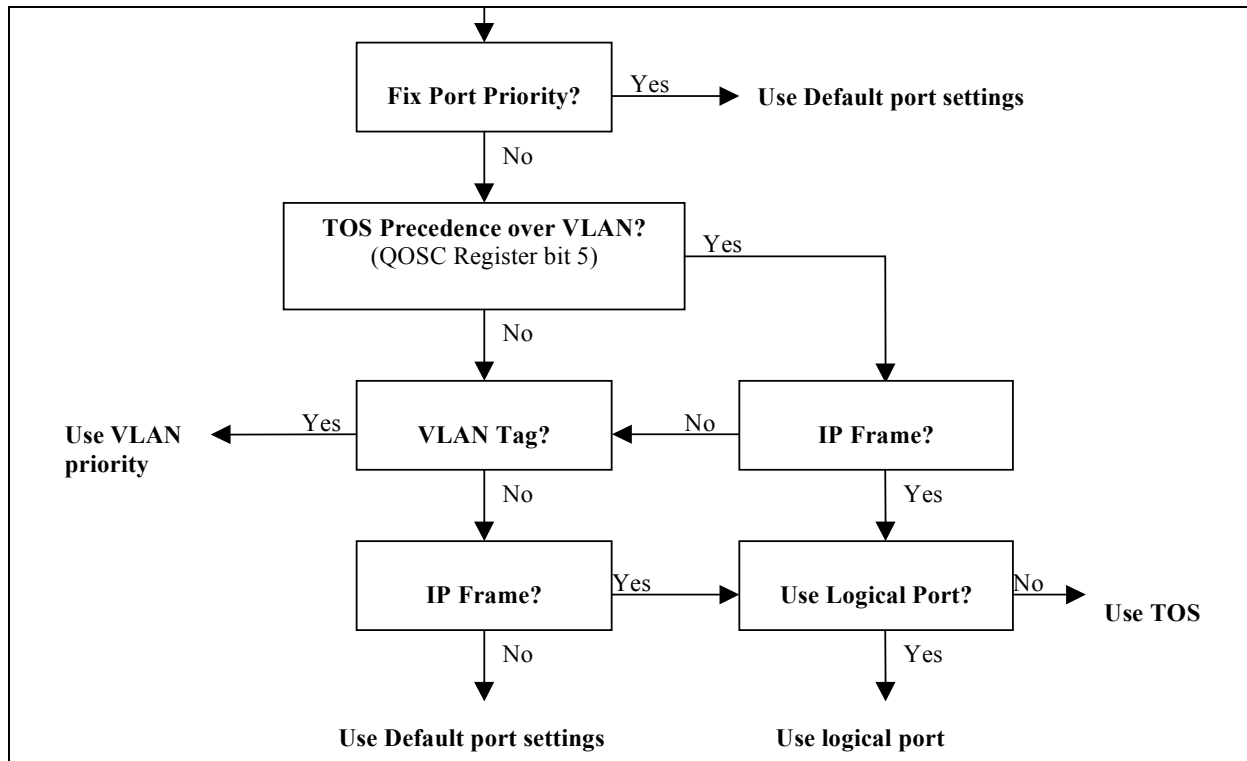 Fix Port Priority?
Yes
Use Default port settings
No
TOS Precedence over VLAN?
(QOSC Register bit 5)
Yes
No
Use VLAN
priority
Yes
VLAN Tag?
No
IP Frame?
No
Yes
IP Frame?
Yes
Use Logical Port?
No
Use TOS
No
Yes
Use Default port settings
Use logical port